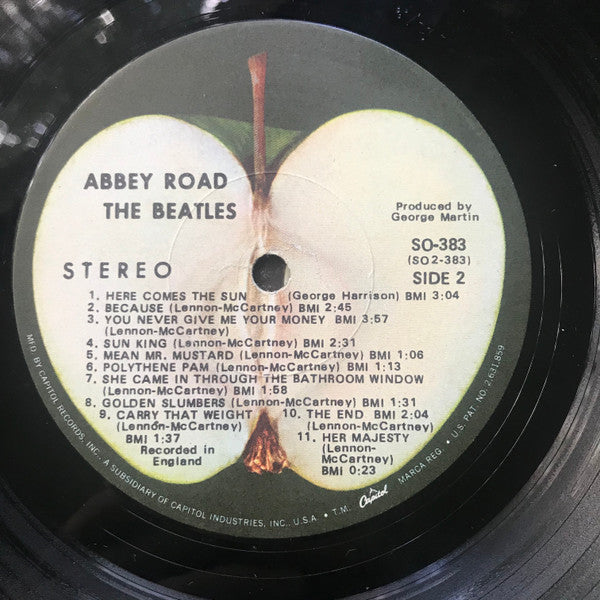 ABBEY ROAD
THE BEATLES
Produced by
George Martin
SO-383
(SO2-383)
STEREO
SIDE 2
1. HERE COMES THE SUN (George Harrison) BMI 3:04
2. BECAUSE (Lennon-McCartney) BMI 2:45
3. YOU NEVER GIVE ME YOUR MONEY BMI 3:57
(Lennon-McCartney)
4. SUN KING (Lennon-McCartney) BMI 2:31
5. MEAN MR. MUSTARD (Lennon-McCartney) BMI 1:06
6. POLYTHENE PAM (Lennon-McCartney) BMI 1:13
7. SHE CAME IN THROUGH THE BATHROOM WINDOW
(Lennon-McCartney) BMI 1:58
8. GOLDEN SLUMBERS (Lennon-McCartney) BMI 1:31
9. CARRY THAT WEIGHT
(Lennon-McCartney)
BMI 1:37
Recorded in
England
10. THE END BMI 2:04
(Lennon-McCartney)
11. HER MAJESTY
(Lennon-
McCartney)
BMI 0:23
MFD. BY CAPITOL RECORDS, INC., A SUBSIDIARY OF CAPITOL INDUSTRIES, INC., U.S.A. • T.M. Capitol MARCA REG. • U.S. PAT. NO. 2,631,859